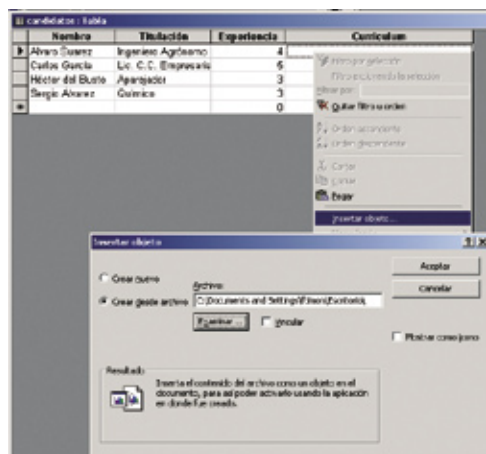 candidatos : Tabla
Nombre Titulación Experiencia Curriculum
Alvaro Suarez Ingeniero Agrónomo 4
Carlos García Lic. C.C. Empresaria 6
Héctor del Busto Aparejador 3
Sergio Alvarez Químico 3
0
Filtro por selección
Filtro excluyendo la selección
Filtrar por:
Quitar filtro u orden
Orden ascendente
Orden descendente
Cortar
Copiar
Pegar
Insertar objeto...
Insertar objeto
Crear nuevo
Crear desde archivo
Archivo:
C:\Documents and Settings\
Examinar...
Vincular
Aceptar
Cancelar
Mostrar como icono
Resultado
Inserta el contenido del archivo como un objeto en el
documento, para así poder activarlo usando la aplicación
en donde fue creado.